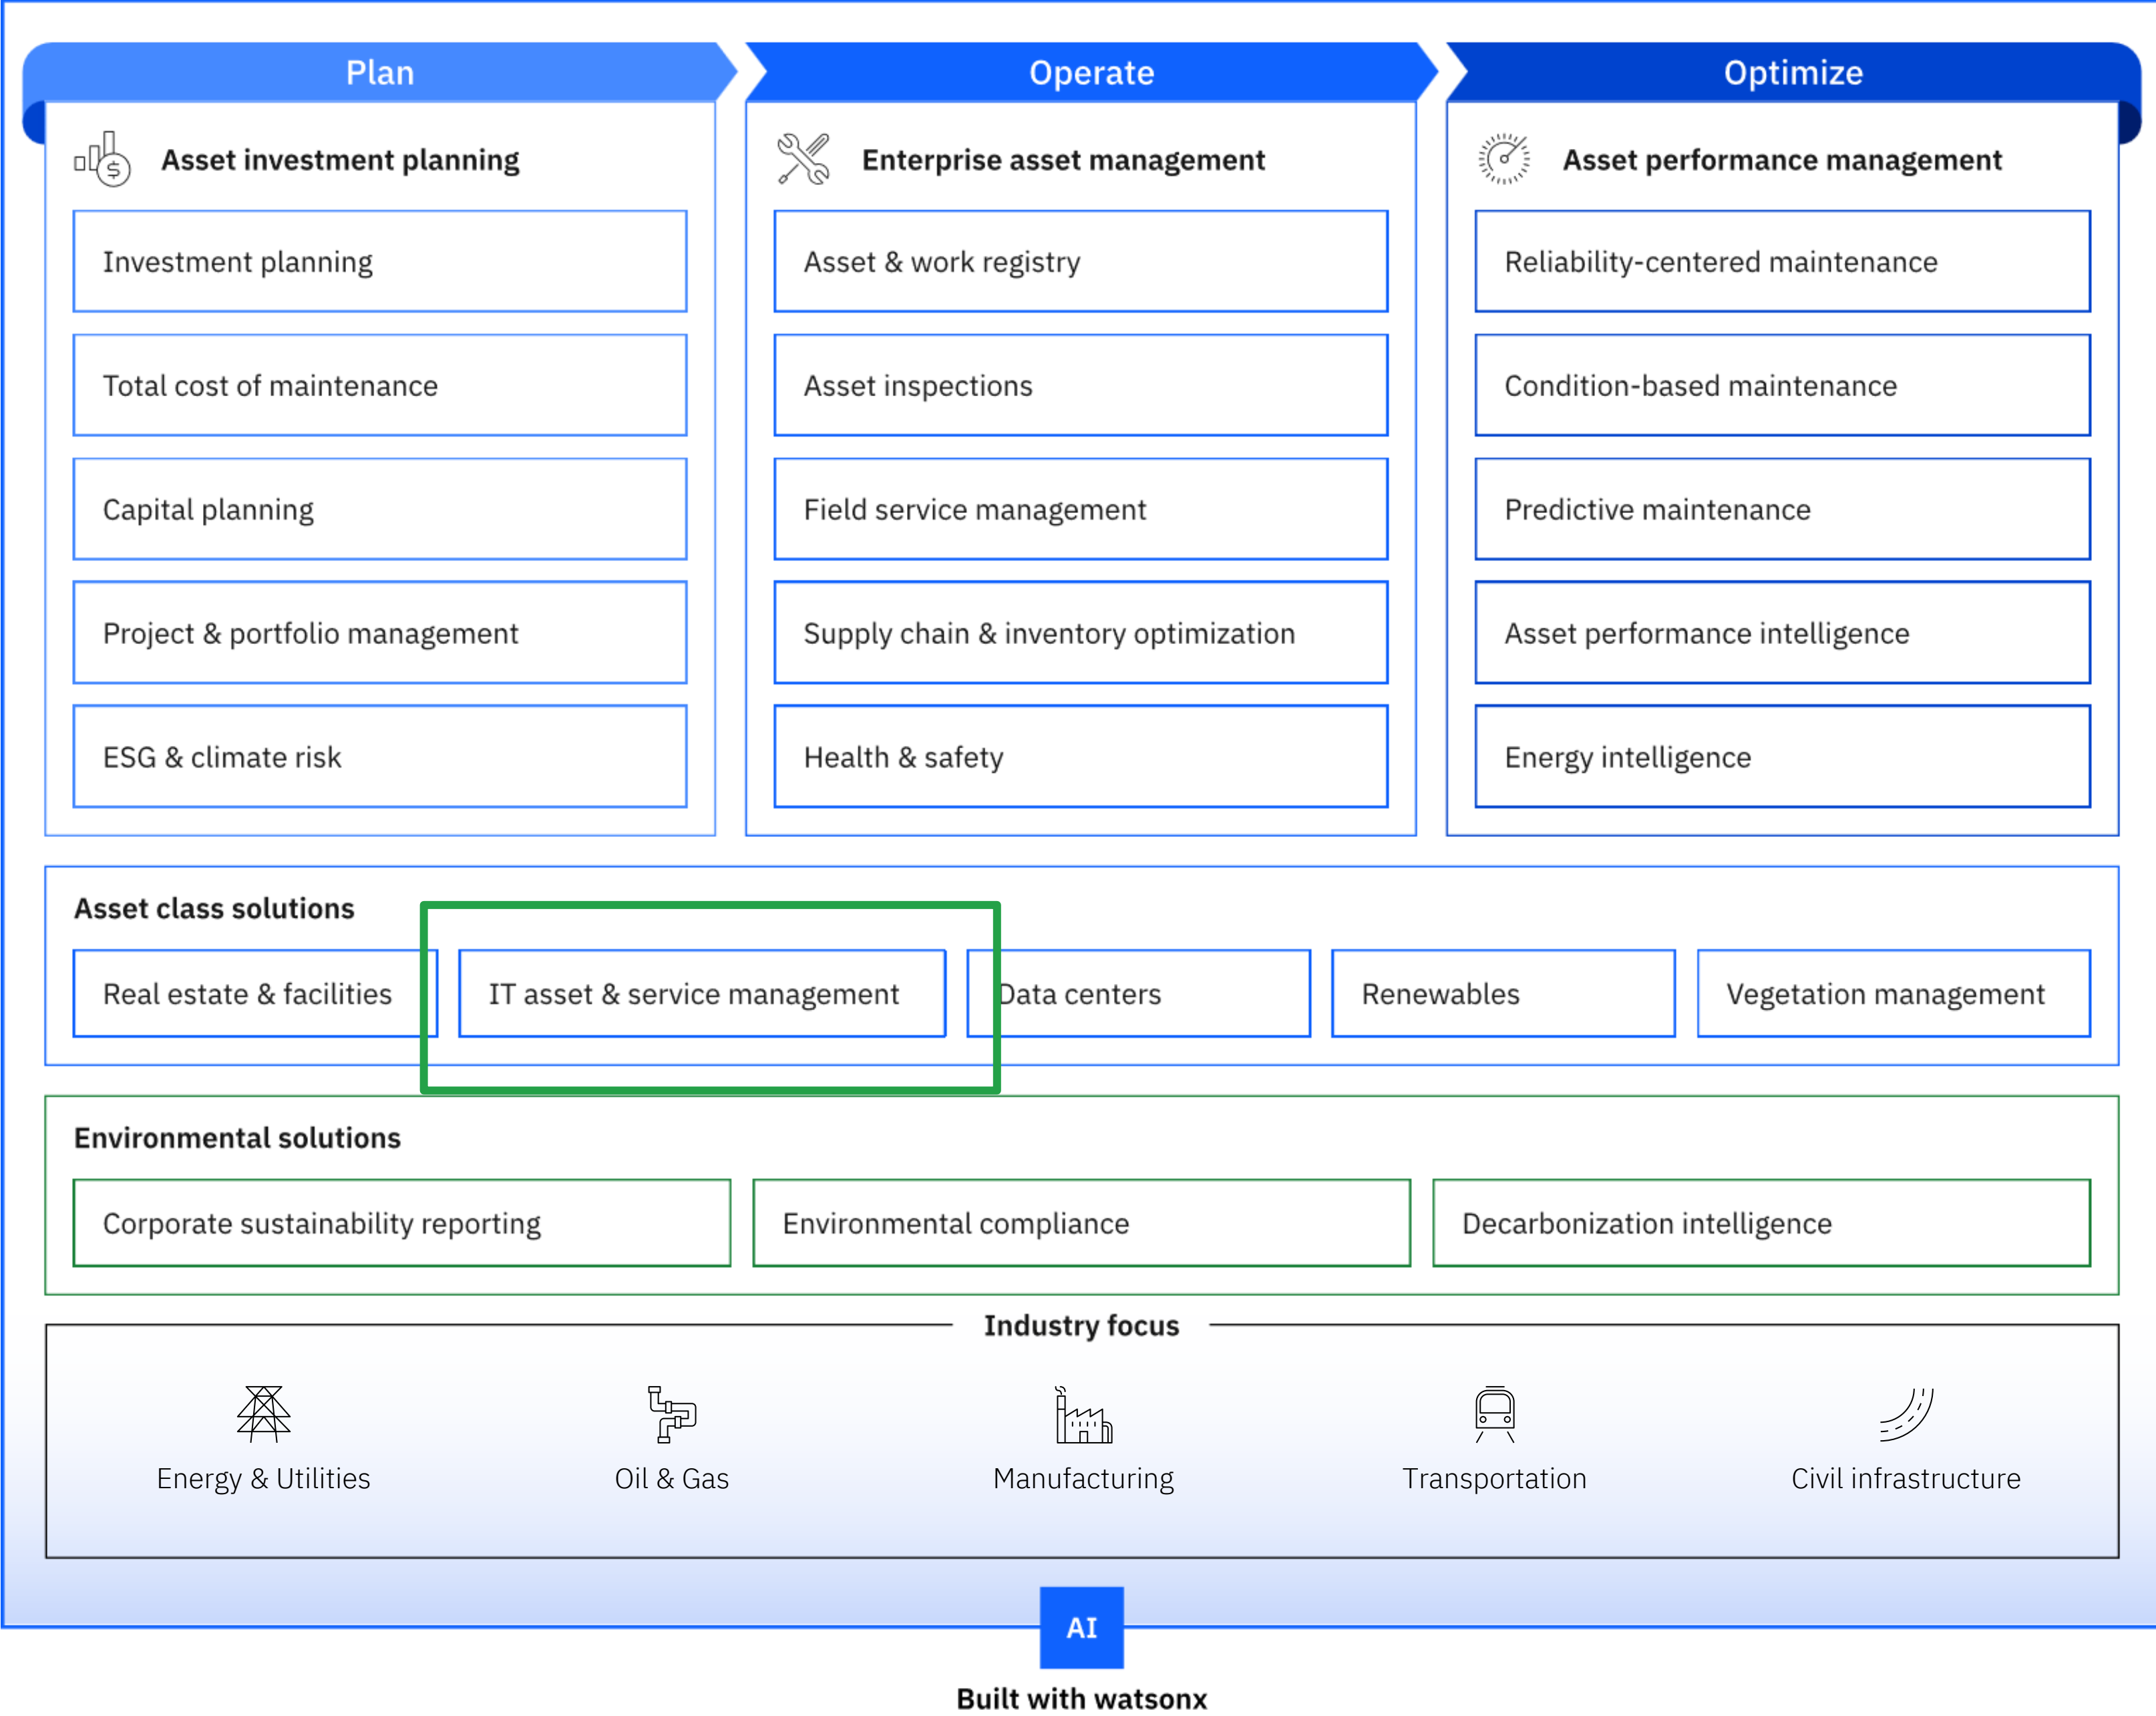 Plan
Operate
Optimize
Asset investment planning
Investment planning
Total cost of maintenance
Capital planning
Project & portfolio management
ESG & climate risk
Enterprise asset management
Asset & work registry
Asset inspections
Field service management
Supply chain & inventory optimization
Health & safety
Asset performance management
Reliability-centered maintenance
Condition-based maintenance
Predictive maintenance
Asset performance intelligence
Energy intelligence
Asset class solutions
Real estate & facilities
IT asset & service management
Data centers
Renewables
Vegetation management
Environmental solutions
Corporate sustainability reporting
Environmental compliance
Decarbonization intelligence
Industry focus
Energy & Utilities
Oil & Gas
Manufacturing
Transportation
Civil infrastructure
AI
Built with watsonx